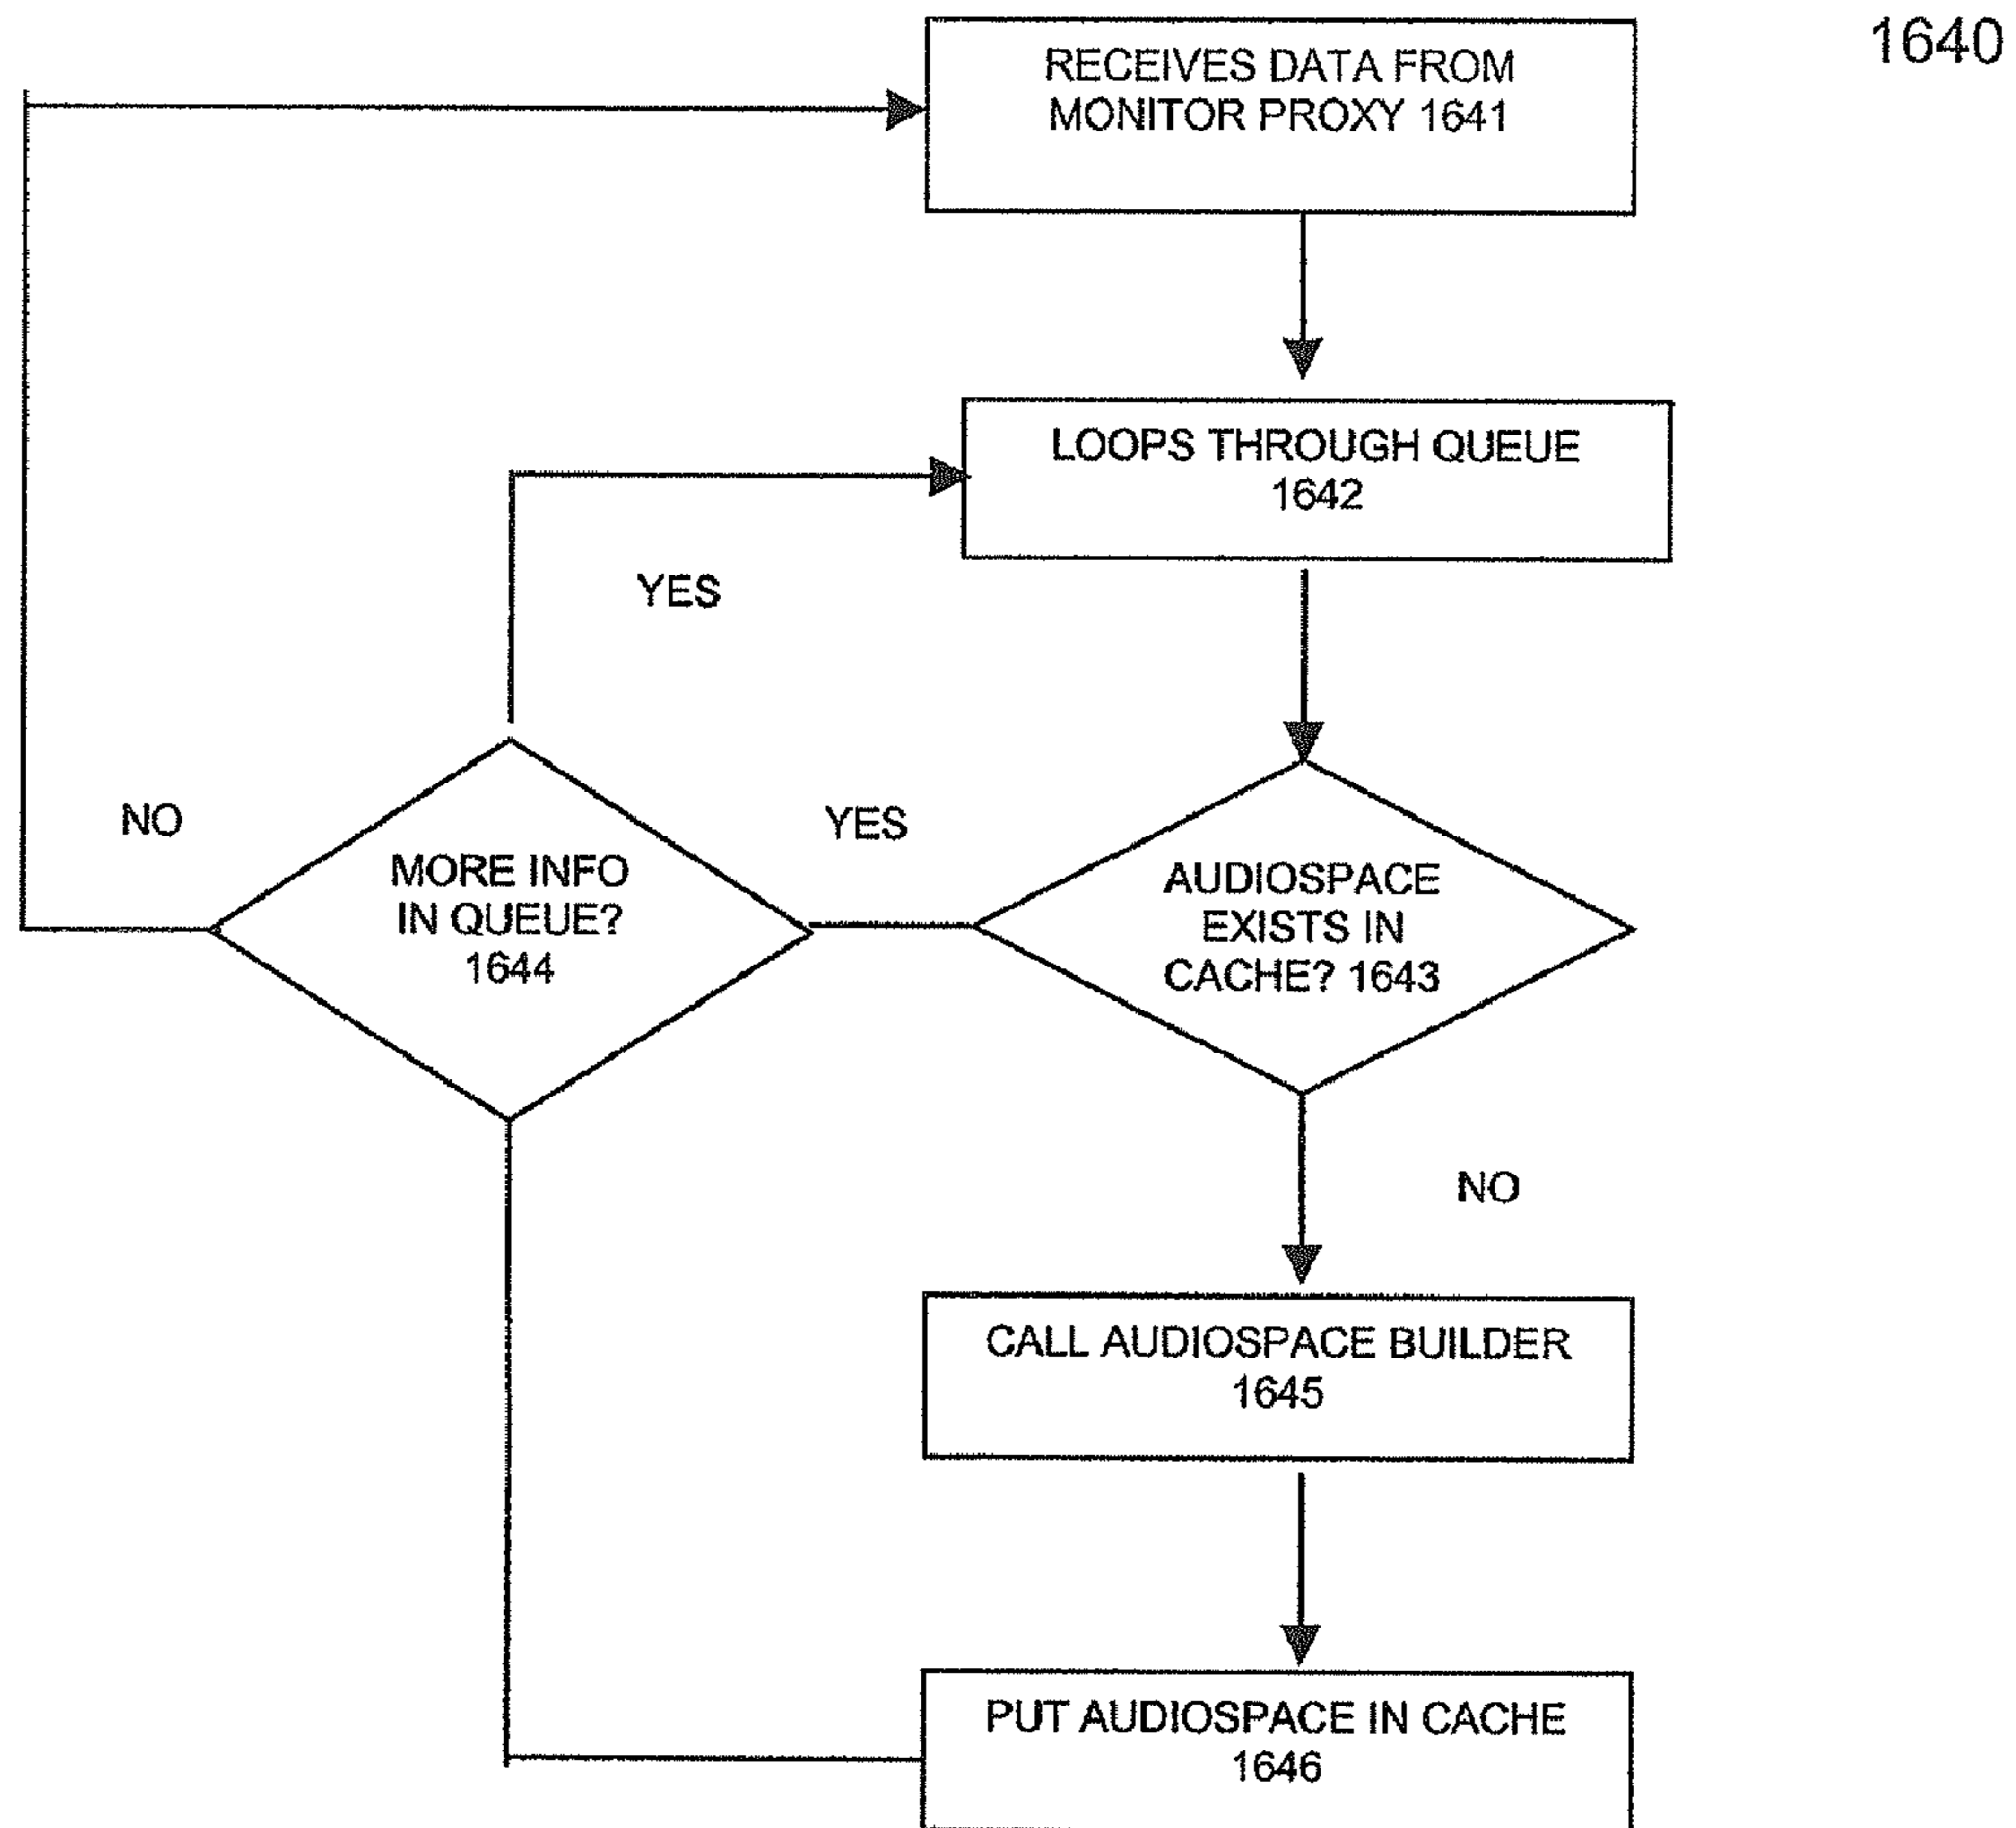 1640
RECEIVES DATA FROM
MONITOR PROXY 1641
LOOPS THROUGH QUEUE
1642
YES
NO
YES
MORE INFO
IN QUEUE?
1644
AUDIOSPACE
EXISTS IN
CACHE? 1643
NO
CALL AUDIOSPACE BUILDER
1645
PUT AUDIOSPACE IN CACHE
1646